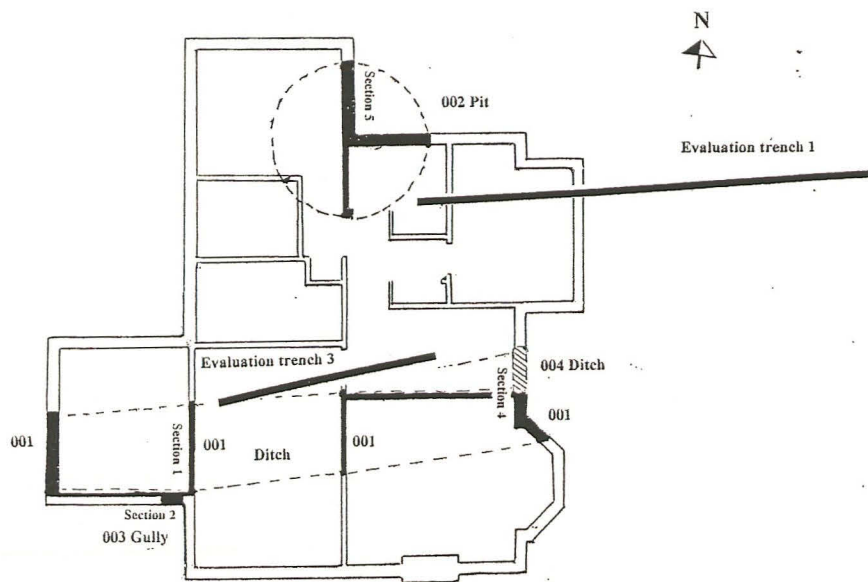 N
Section 5
002 Pit
Evaluation trench 1
Evaluation trench 3
004 Ditch
Section 4
001
001
Section 1
001
Ditch
001
Section 2
003 Gully